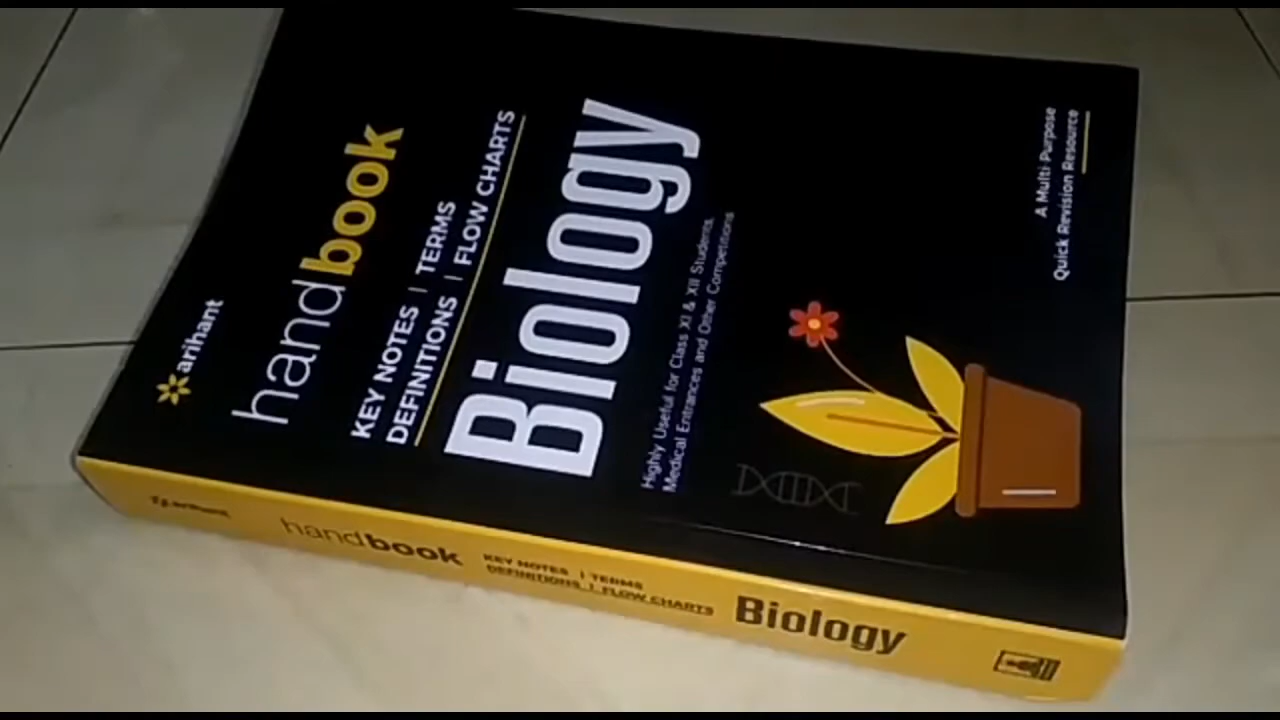 arihant
handbook
KEY NOTES | TERMS
DEFINITIONS | FLOW CHARTS
Biology
Highly Useful for Class XI & XII Students,
Medical Entrances and Other Competitions
A Multi Purpose
Quick Revision Resource
arihant
handbook
KEY NOTES | TERMS
DEFINITIONS | FLOW CHARTS
Biology